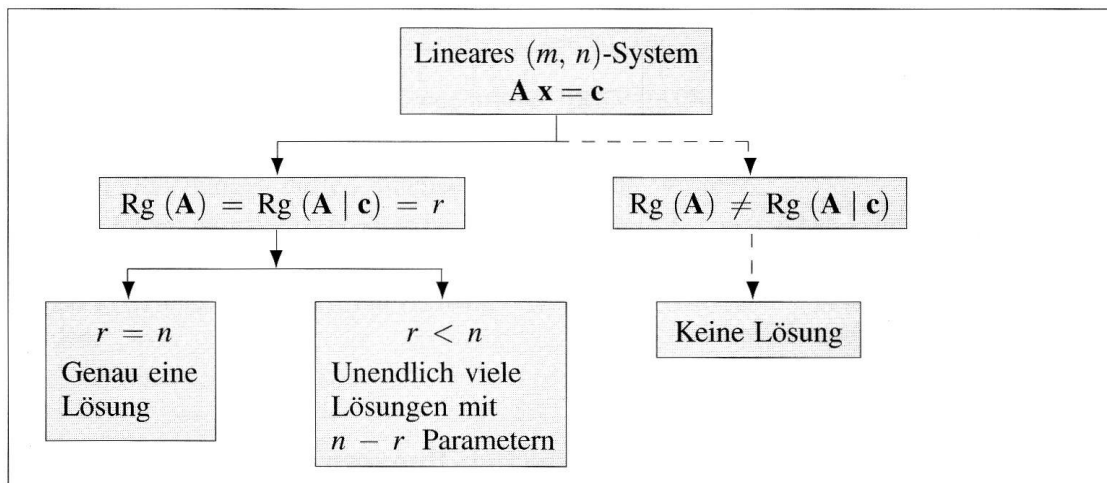 Lineares (m, n)-System
A x = c
Rg (A) = Rg (A | c) = r
Rg (A) ≠ Rg (A | c)
r = n
Genau eine
Lösung
r < n
Unendlich viele
Lösungen mit
n − r Parametern
Keine Lösung